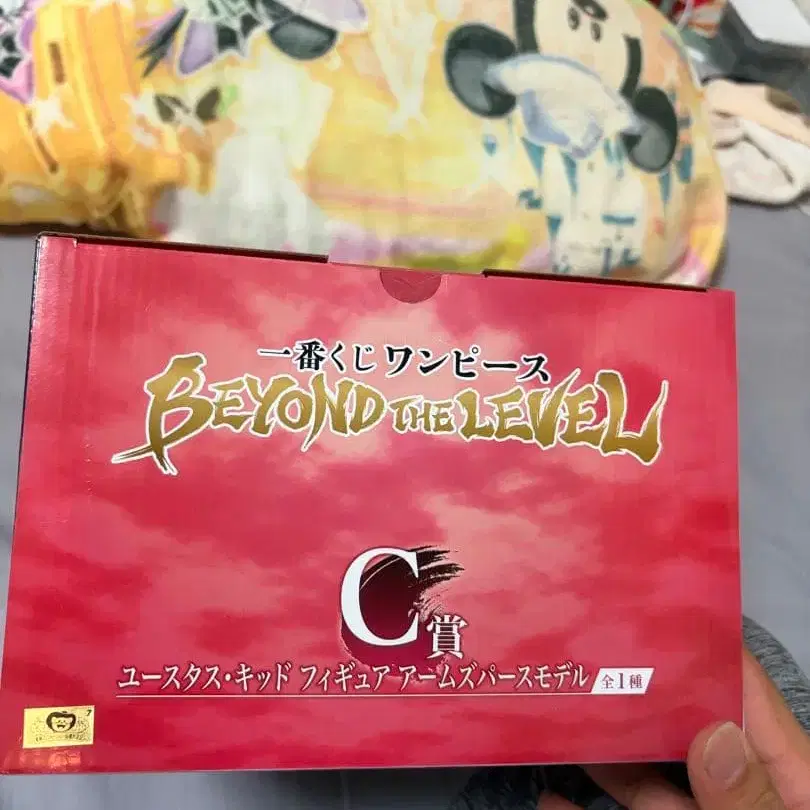 一番くじ ワンピース
BEYOND THE LEVEL
C賞
ユースタス・キッド フィギュア アームズパースモデル 全1種